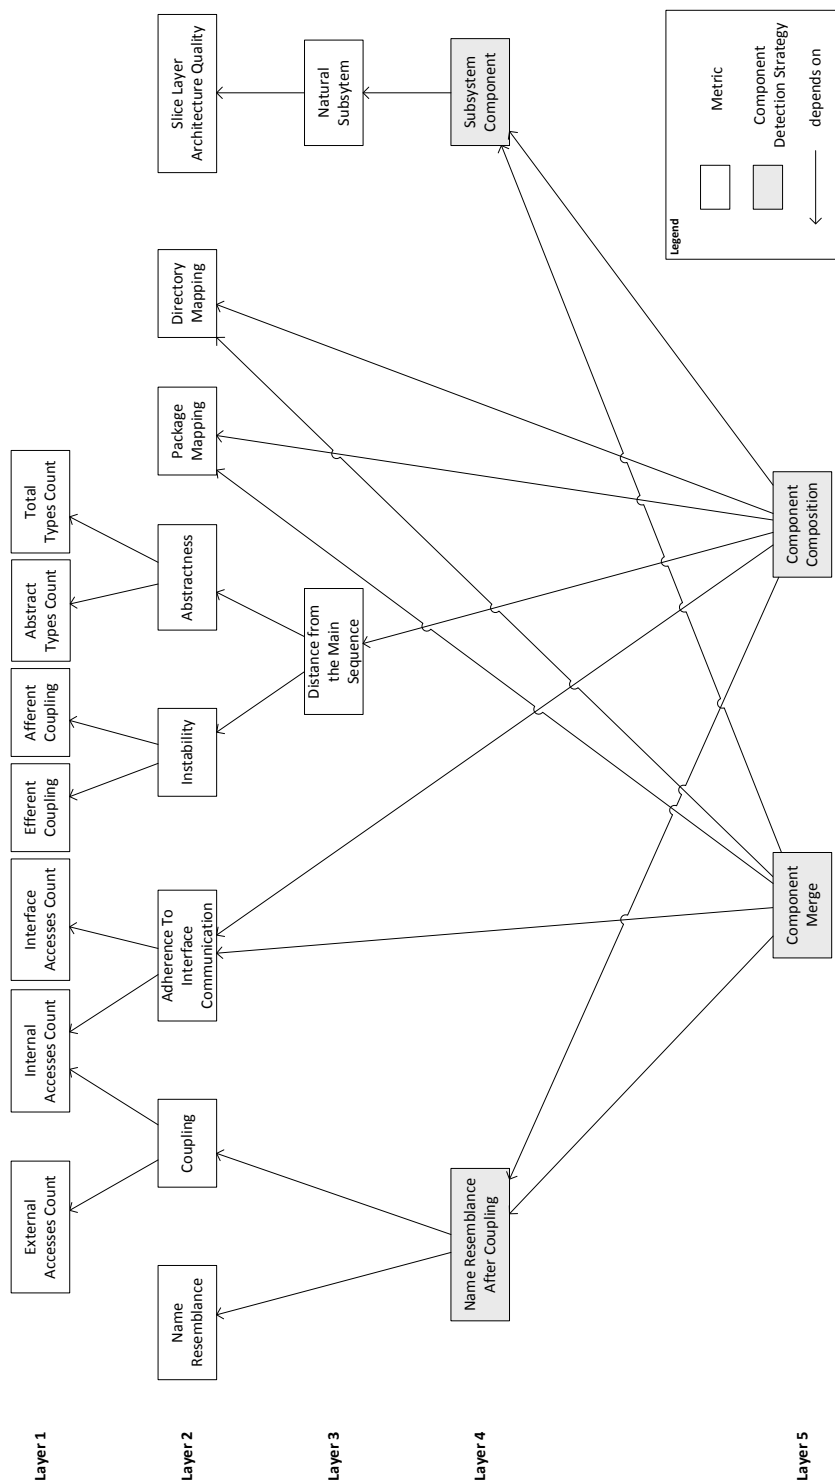 Layer 1
External
Accesses Count
Internal
Accesses Count
Interface
Accesses Count
Efferent
Coupling
Afferent
Coupling
Abstract
Types Count
Total
Types Count
Layer 2
Name
Resemblance
Coupling
Adherence To
Interface
Communication
Instability
Abstractness
Package
Mapping
Directory
Mapping
Slice Layer
Architecture Quality
Layer 3
Distance from
the Main
Sequence
Natural
Subsytem
Layer 4
Name Resemblance
After Coupling
Subsystem
Component
Layer 5
Component
Merge
Component
Composition
Legend
Metric
Component
Detection Strategy
depends on